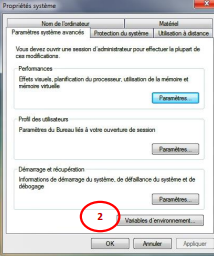 Propriétés système
Nom de l'ordinateur
Matériel
Paramètres système avancés
Protection du système
Utilisation à distance
Vous devez ouvrir une session d'administrateur pour effectuer la plupart de
ces modifications.
Performances
Effets visuels, planification du processeur, utilisation de la mémoire et
mémoire virtuelle
Paramètres...
Profil des utilisateurs
Paramètres du Bureau liés à votre ouverture de session
Paramètres...
Démarrage et récupération
Informations de démarrage du système, de défaillance du système et de
débogage
Paramètres...
2
Variables d'environnement...
OK
Annuler
Appliquer